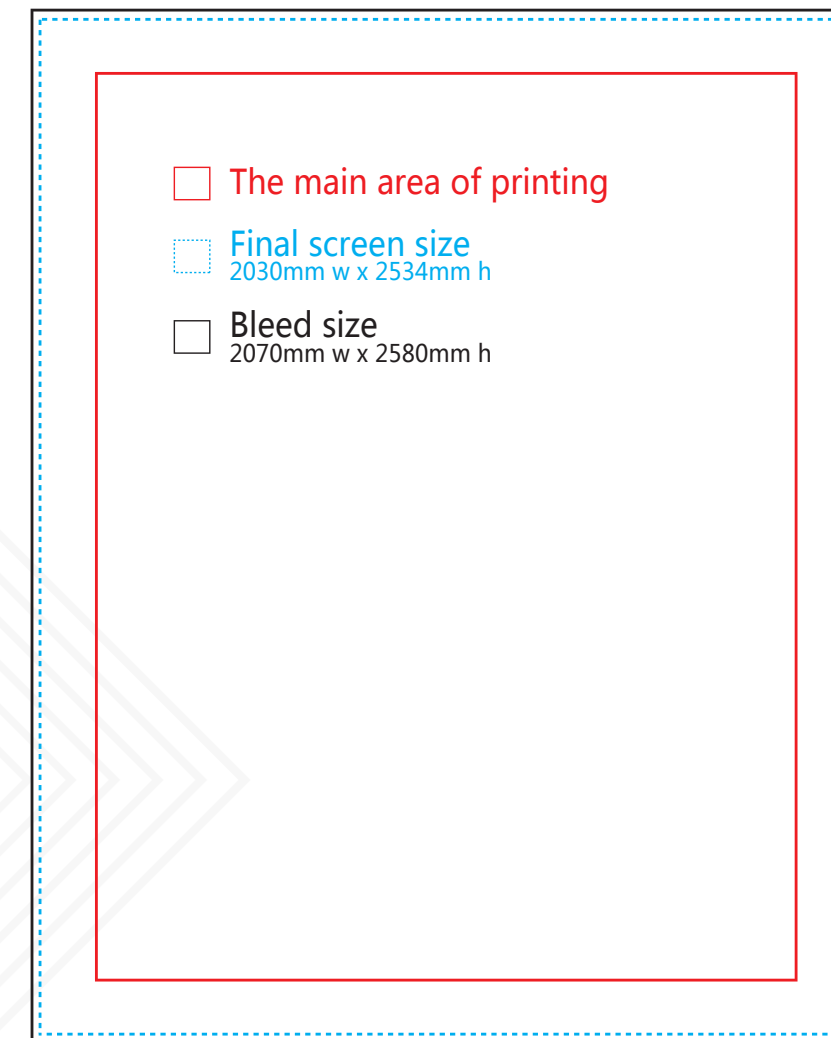 The main area of printing
Final screen size
2030mm w x 2534mm h
Bleed size
2070mm w x 2580mm h